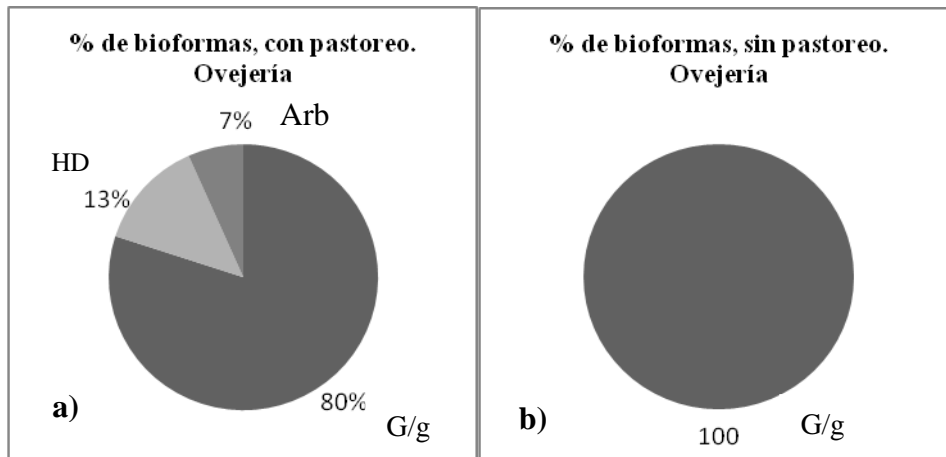 % de bioformas, con pastoreo.
Ovejería
7%
Arb
HD
13%
80%
G/g
a)
% de bioformas, sin pastoreo.
Ovejería
b)
100
G/g